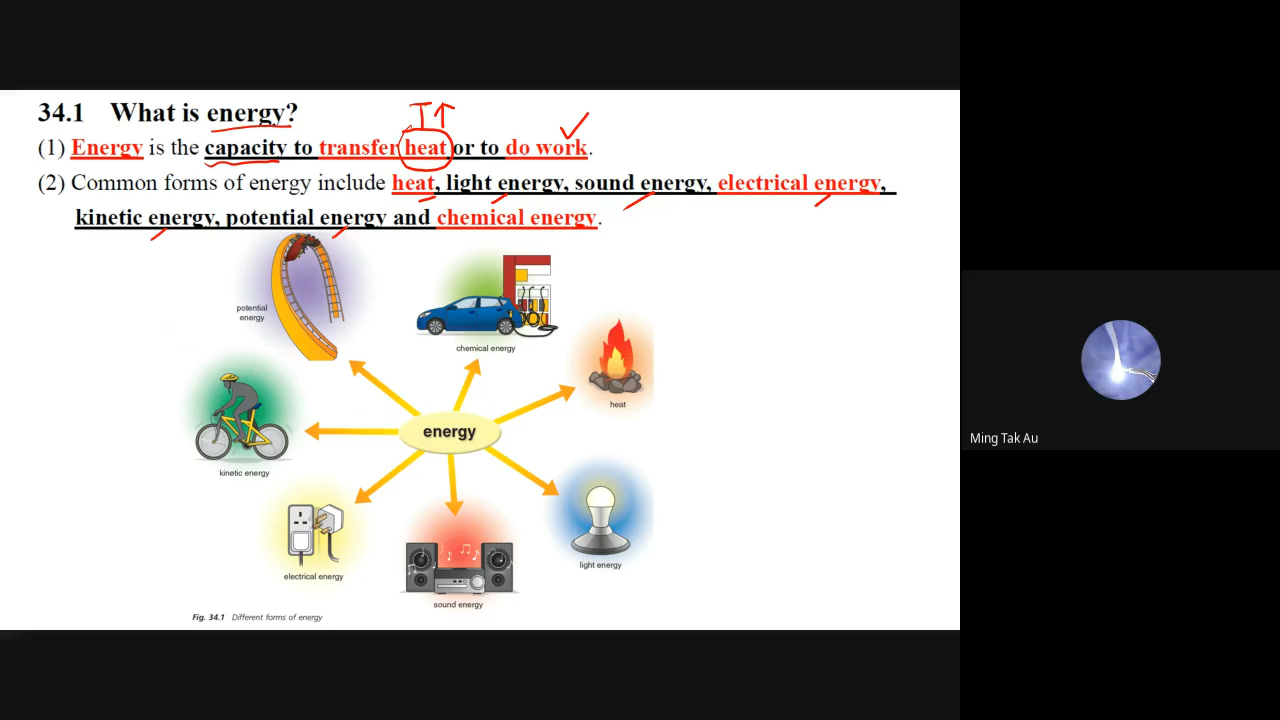 34.1 What is energy?
T↑
(1) Energy is the capacity to transfer heat or to do work.
(2) Common forms of energy include heat, light energy, sound energy, electrical energy,
kinetic energy, potential energy and chemical energy.
potential
energy
chemical energy
heat
energy
kinetic energy
light energy
electrical energy
sound energy
Fig. 34.1 Different forms of energy
Ming Tak Au